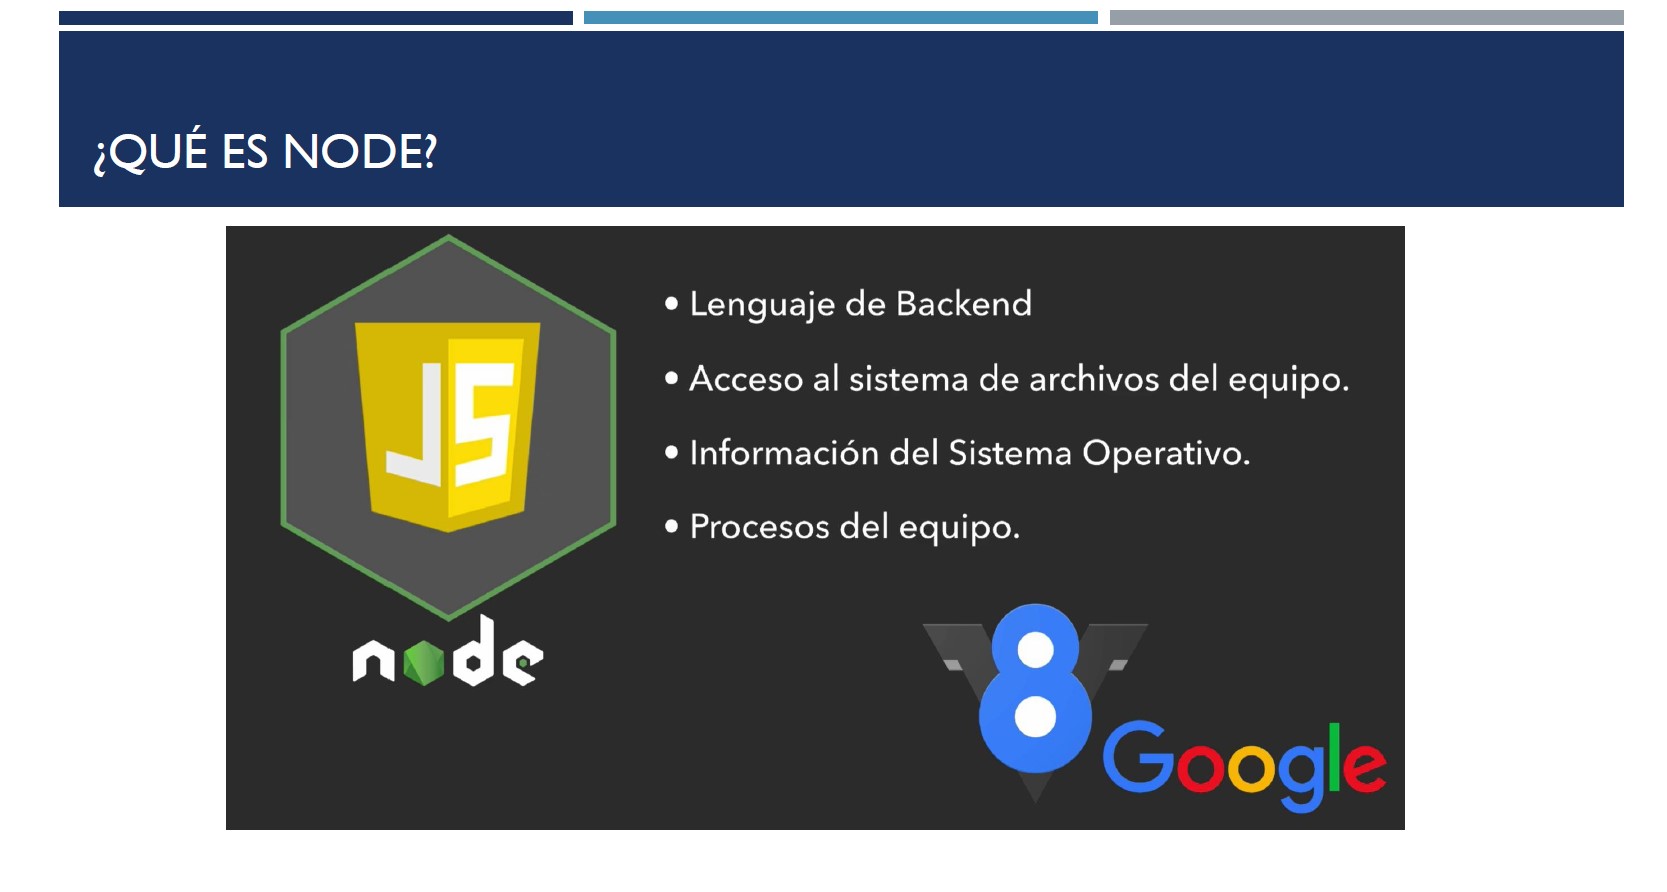 ¿QUÉ ES NODE?
JS
• Lenguaje de Backend
• Acceso al sistema de archivos del equipo.
• Información del Sistema Operativo.
• Procesos del equipo.
node
V8
Google